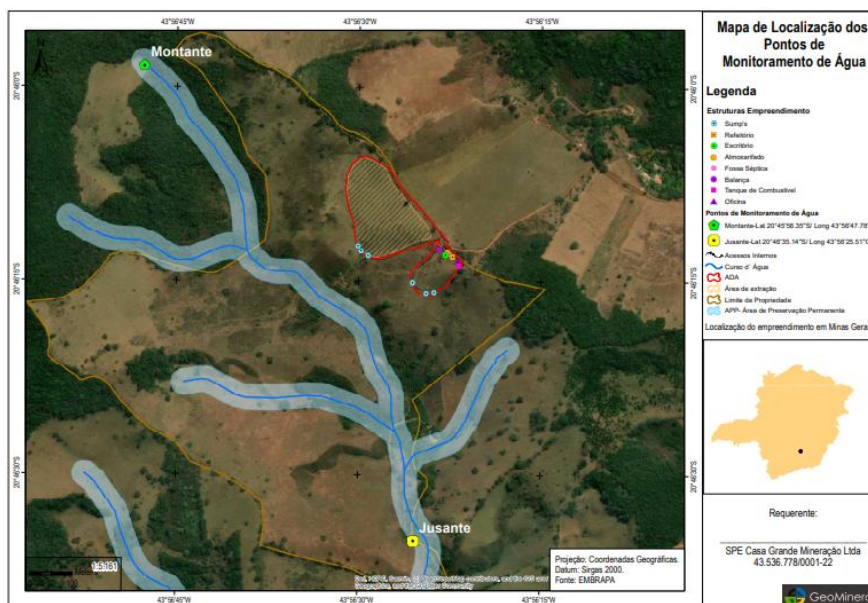 43°56'45"W
43°56'30"W
43°56'15"W
Mapa de Localização dos
Pontos de
Monitoramento de Água
N
Montante
20°46'0"S
20°46'0"S
Legenda
Estruturas Empreendimento
Sump's
Refeitório
Escritório
Almoxarifado
Fossa Séptica
Balança
Tanque de Combustível
Oficina
Pontos de Monitoramento de Água
Montante-Lat 20°45'58.35"S/ Long 43°56'47.78"
Jusante-Lat 20°46'35.14"S/ Long 43°56'25.51"O
Acessos Internos
Curso d' Água
ADA
Área de extração
Limite de Propriedade
APP- Área de Preservação Permanente
Localização do empreendimento em Minas Gera
20°46'15"S
20°46'15"S
20°46'30"S
20°46'30"S
Jusante
Requerente:
SPE Casa Grande Mineração Ltda
43.536.778/0001-22
GeoMiner
Projeção: Coordenadas Geográficas.
Datum: Sirgas 2000.
Fonte: EMBRAPA
43°56'45"W
43°56'30"W
43°56'15"W